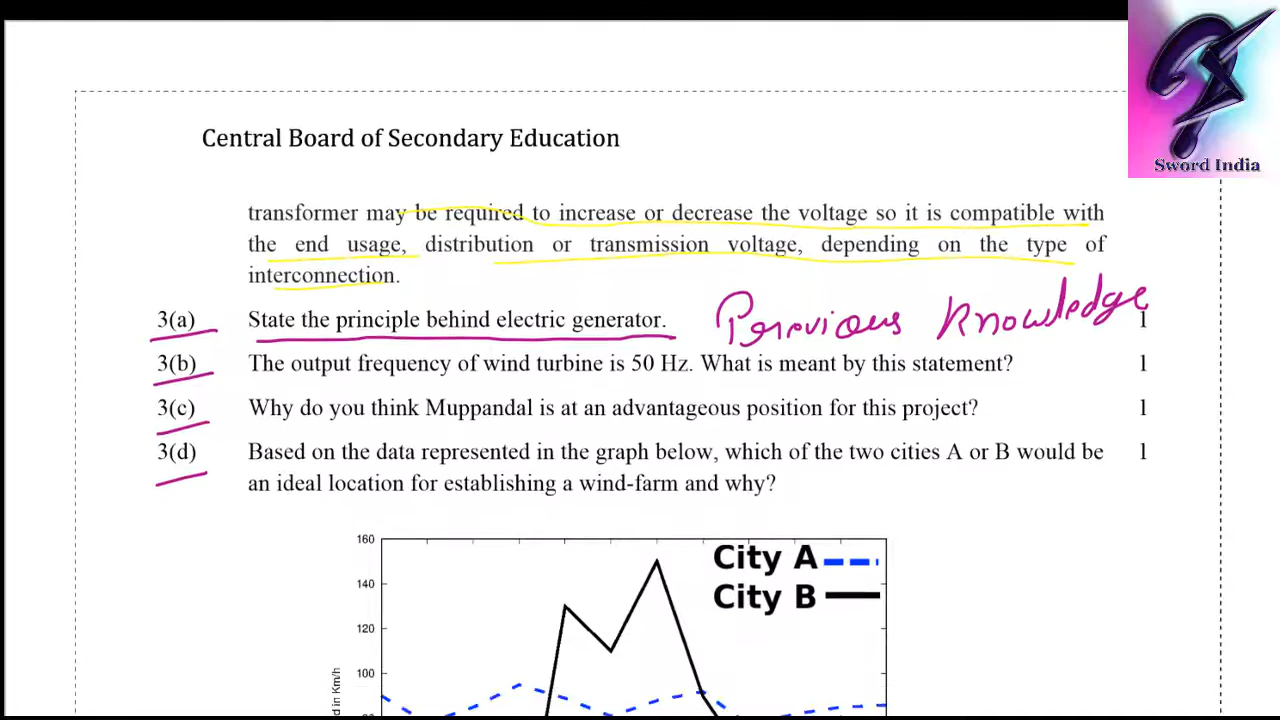 Sword India
Central Board of Secondary Education
transformer may be required to increase or decrease the voltage so it is compatible with
the end usage, distribution or transmission voltage, depending on the type of
interconnection.
3(a) State the principle behind electric generator. Perevious Knowledge 1
3(b) The output frequency of wind turbine is 50 Hz. What is meant by this statement? 1
3(c) Why do you think Muppandal is at an advantageous position for this project? 1
3(d) Based on the data represented in the graph below, which of the two cities A or B would be 1
an ideal location for establishing a wind-farm and why?
160
City A
140
City B
120
100
d in Km/h